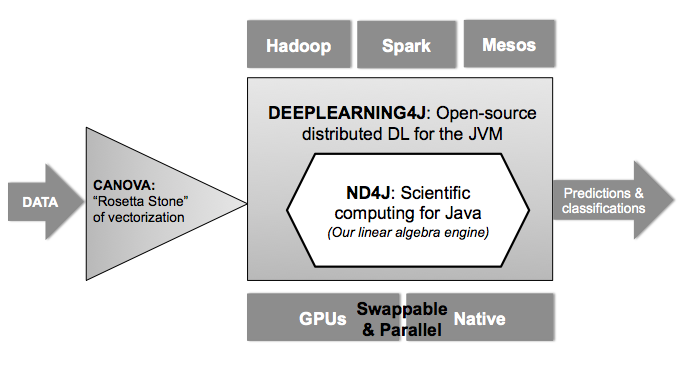 Hadoop
Spark
Mesos
DEEPLEARNING4J: Open-source
distributed DL for the JVM
CANOVA:
“Rosetta Stone”
of vectorization
DATA
ND4J: Scientific
computing for Java
(Our linear algebra engine)
Predictions &
classifications
GPUs
Swappable
& Parallel
Native